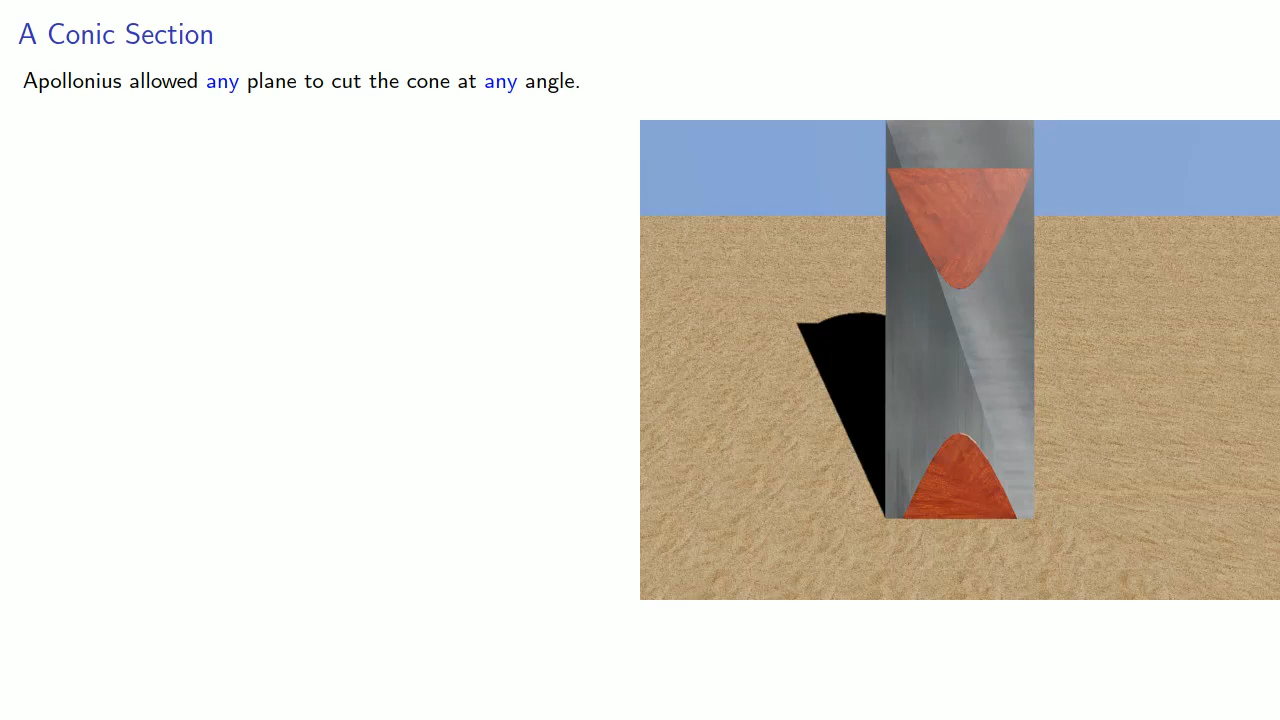 A Conic Section
Apollonius allowed any plane to cut the cone at any angle.